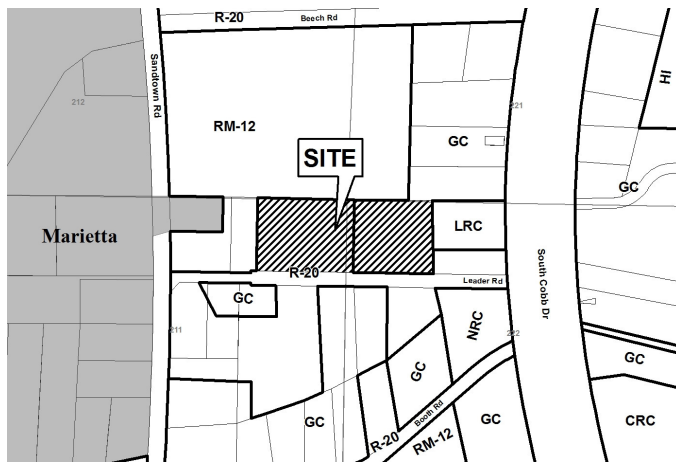 R-20
Beech Rd
Sandtown Rd
212
221
HI
RM-12
SITE
GC
GC
Marietta
LRC
R-20
South Cobb Dr
Leader Rd
GC
211
NRC
222
GC
GC
GC
Booth Rd
GC
R-20
RM-12
GC
CRC